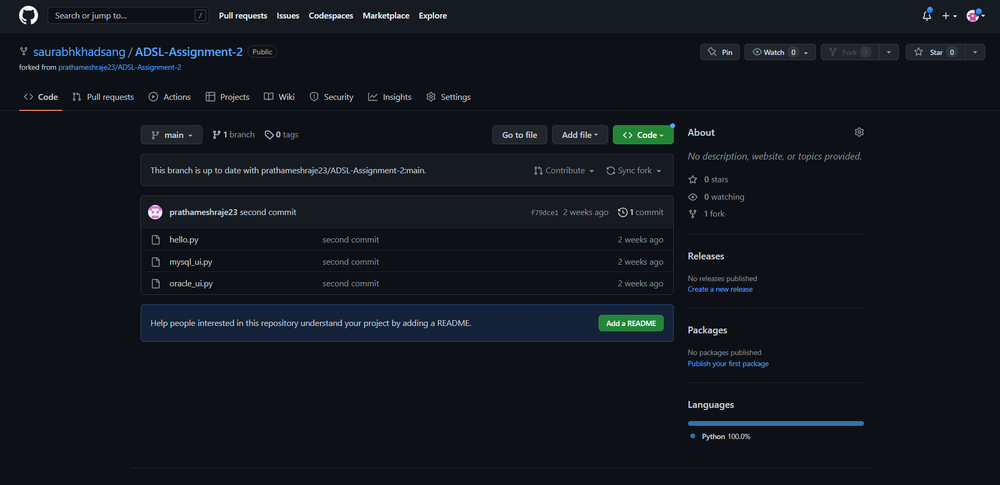 Search or jump to... / Pull requests Issues Codespaces Marketplace Explore
saurabhkhadsang / ADSL-Assignment-2 Public
Pin Watch 0 Fork 1 Star 0
forked from prathameshraje23/ADSL-Assignment-2
Code Pull requests Actions Projects Wiki Security Insights Settings
main 1 branch 0 tags Go to file Add file Code
This branch is up to date with prathameshraje23/ADSL-Assignment-2:main. Contribute Sync fork
prathameshraje23 second commit f79dce1 2 weeks ago 1 commit
hello.py second commit 2 weeks ago
mysql_ui.py second commit 2 weeks ago
oracle_ui.py second commit 2 weeks ago
Help people interested in this repository understand your project by adding a README. Add a README
About
No description, website, or topics provided.
0 stars
0 watching
1 fork
Releases
No releases published
Create a new release
Packages
No packages published
Publish your first package
Languages
Python 100.0%